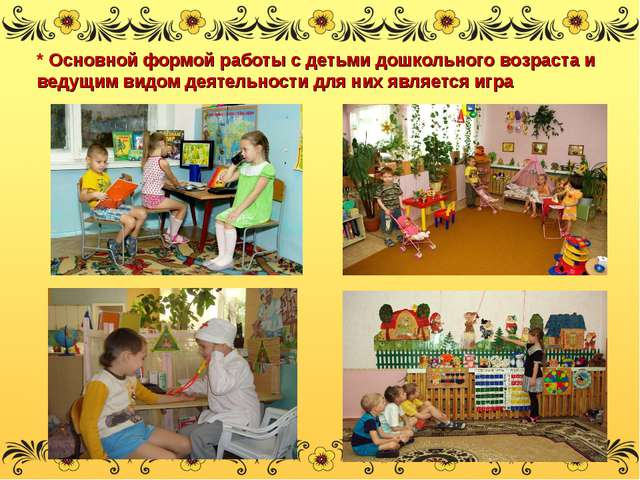 * Основной формой работы с детьми дошкольного возраста и
ведущим видом деятельности для них является игра